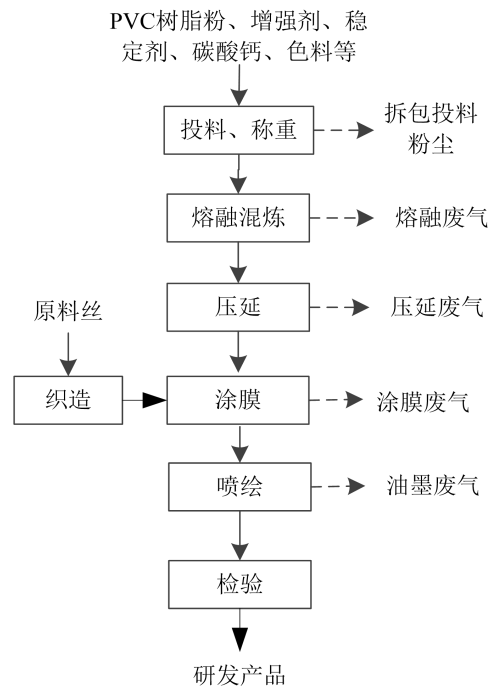 PVC树脂粉、增强剂、稳
定剂、碳酸钙、色料等
投料、称重
拆包投料
粉尘
熔融混炼
熔融废气
压延
压延废气
原料丝
织造
涂膜
涂膜废气
喷绘
油墨废气
检验
研发产品